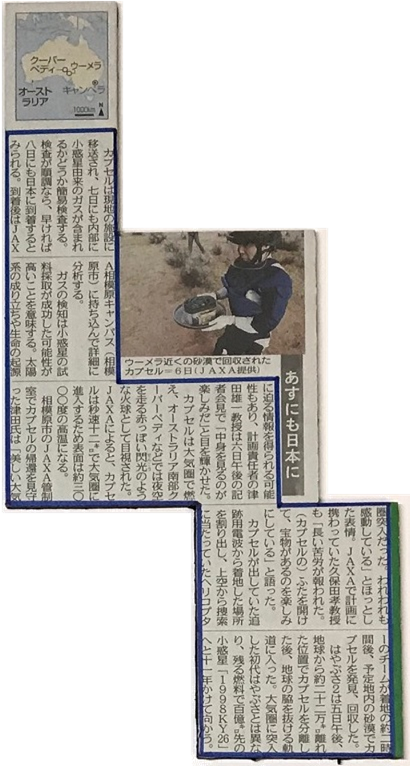 クーバー
ペディ
ウーメラ
キャンベラ
オースト
ラリア
1000km
N
カプセルは現地の施設に
移送され、七日にも内部に
小惑星由来のガスが含まれ
るかどうか簡易検査する。
検査が順調なら、早ければ
八日にも日本に到着すると
みられる。到着後はJAX
A相模原キャンパス(相模
原市)に持ち込んで詳細に
分析する。
ガスの検知は小惑星の試
料採取が成功した可能性が
高いことを意味する。太陽
系の成り立ちや生命の起源
ウーメラ近くの砂漠で回収された
カプセル=6日(JAXA提供)
あすにも日本に
に迫る情報を得られる可能
性もあり、計画責任者の津
田雄一教授は六日午後の記
者会見で「中身を見るのが
楽しみだ」と目を輝かせた。
カプセルは大気圏で燃
え、オーストラリア南部ク
ーバーペディなどでは夜空
を走る赤っぽい閃光のよう
な火球として目視された。
JAXAによると、カプセ
ルは秒速十二㌔で大気圏に
進入するため表面は約三〇
〇〇度の高温になる。
相模原市のJAXA管制
室でカプセルの帰還を見守
った津田氏は「美しい大気
圏突入だった。われわれも
感動している」とほっとし
た表情。JAXAで計画に
携わっていた久保田孝教授
も「長い苦労が報われた。
(カプセルの)ふたを開け
て、宝物があるのを楽しみ
にしている」と語った。
カプセルが出していた追
跡用電波から着地した場所
を割り出し、上空から捜索
に当たっていたヘリコプタ
ーのチームが着地の約二時
間後、予定地内の砂漠でカ
プセルを発見、回収した。
はやぶさ2は五日午後、
地球から約二十二万㌔離れ
た位置でカプセルを分離し
た後、地球の脇を抜ける軌
道に入った。大気圏に突入
した初代はやぶさとは異な
り、残る燃料で百億㌔先の
小惑星「1998KY26」
へと十一年かけて向かう。